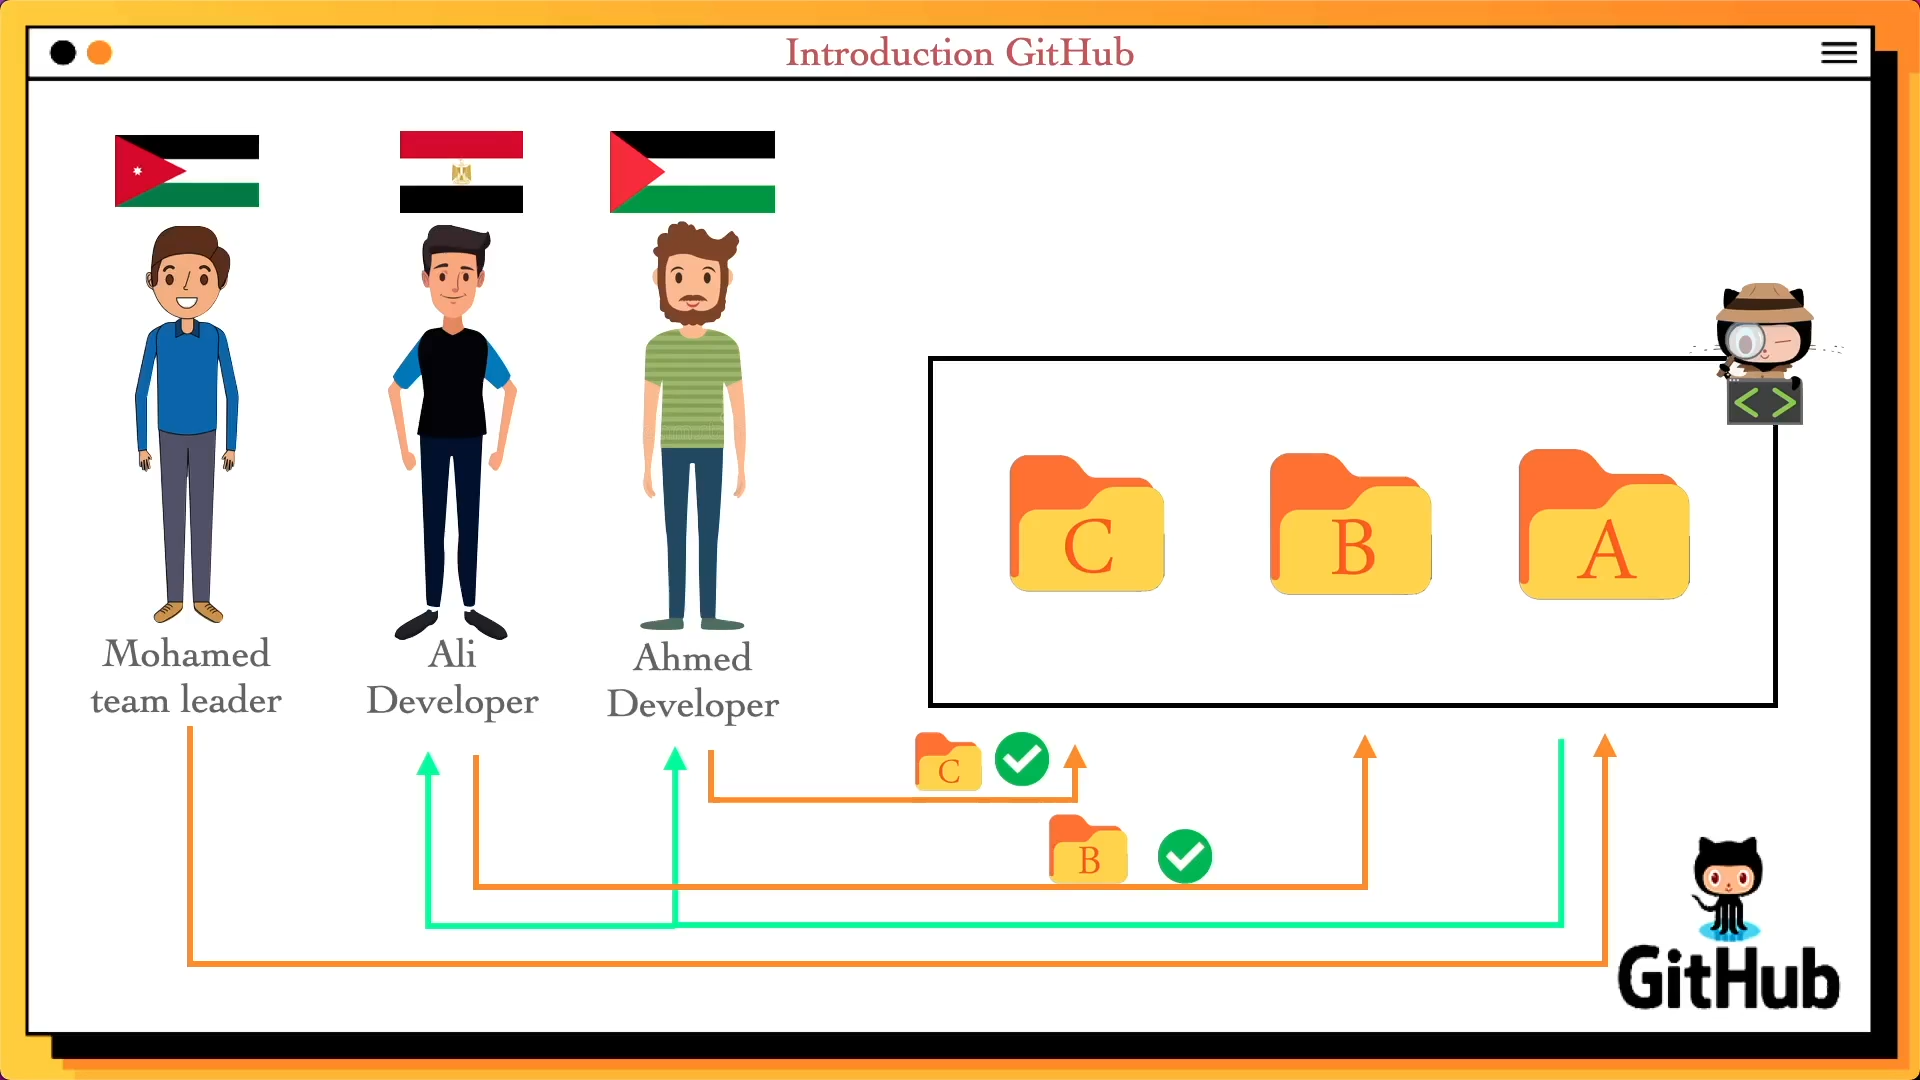 Introduction GitHub
Mohamed
team leader
Ali
Developer
Ahmed
Developer
C
B
A
< >
C
B
GitHub